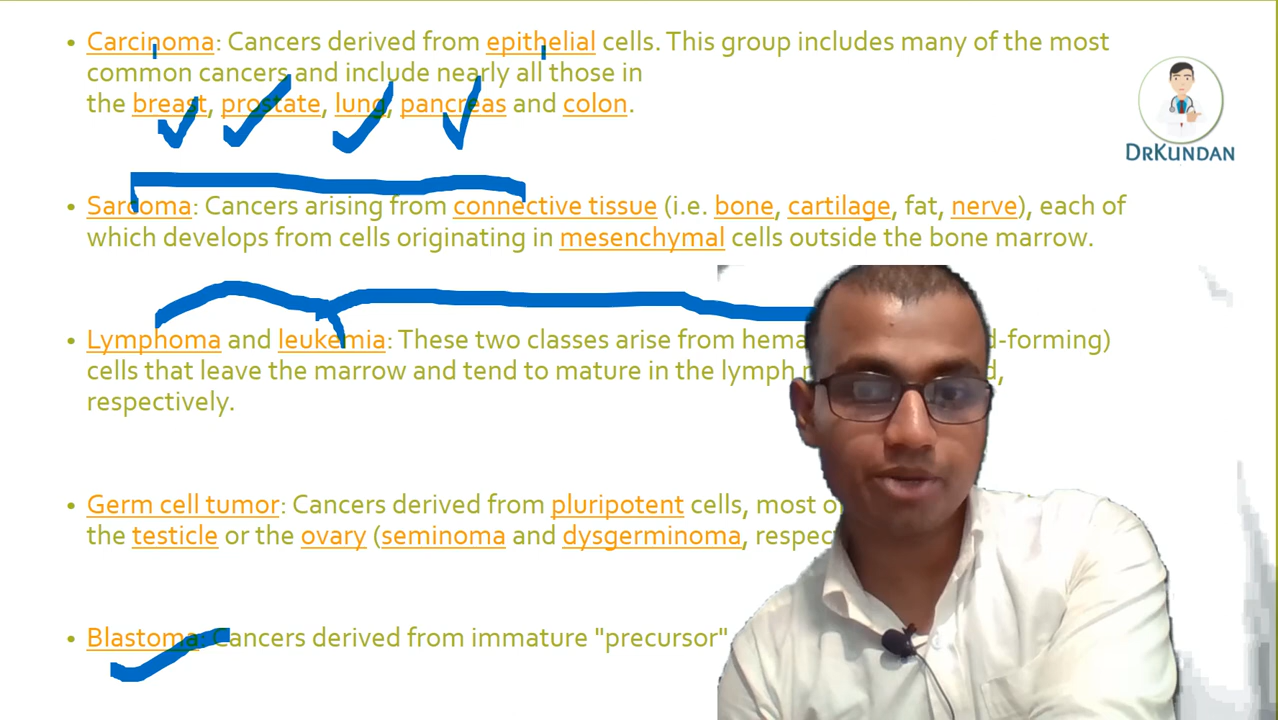 • Carcinoma: Cancers derived from epithelial cells. This group includes many of the most
common cancers and include nearly all those in
the breast, prostate, lung, pancreas and colon.
DRKUNDAN
• Sarcoma: Cancers arising from connective tissue (i.e. bone, cartilage, fat, nerve), each of
which develops from cells originating in mesenchymal cells outside the bone marrow.
• Lymphoma and leukemia: These two classes arise from -forming)
cells that leave the marrow and tend to mature in the lymph
respectively.
• Germ cell tumor: Cancers derived from pluripotent cells, most
the testicle or the ovary (seminoma and dysgerminoma,
• Blastoma: Cancers derived from immature "precursor"